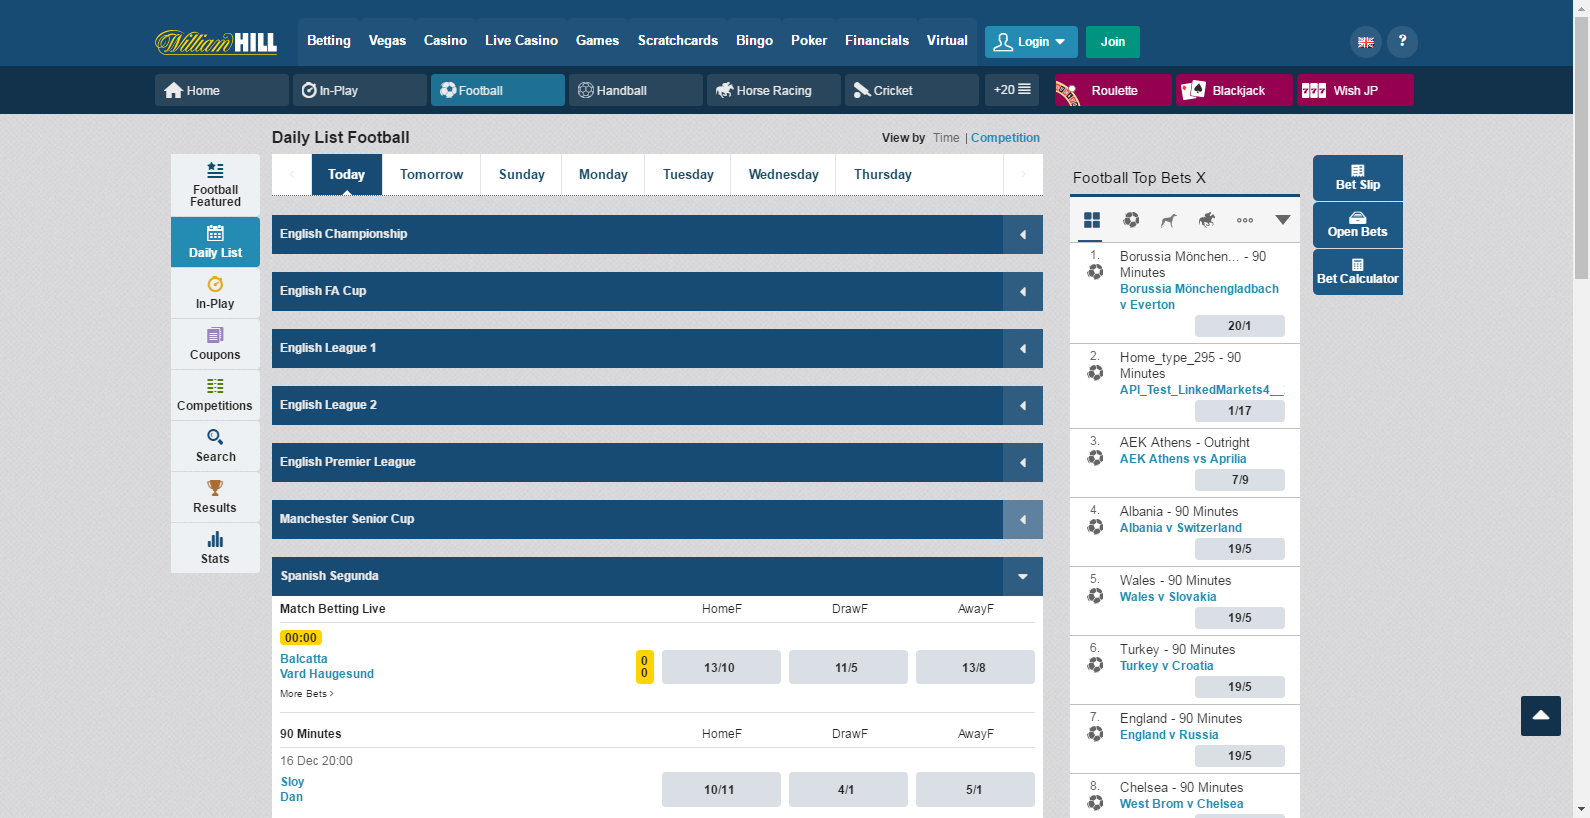 William HILL
Betting Vegas Casino Live Casino Games Scratchcards Bingo Poker Financials Virtual Login Join ?
Home In-Play Football Handball Horse Racing Cricket +20 Roulette Blackjack 777 Wish JP
Daily List Football
View by Time | Competition
Today Tomorrow Sunday Monday Tuesday Wednesday Thursday
Football
Featured
Daily List
In-Play
Coupons
Competitions
Search
Results
Stats
English Championship
English FA Cup
English League 1
English League 2
English Premier League
Manchester Senior Cup
Spanish Segunda
Match Betting Live HomeF DrawF AwayF
00:00
Balcatta
Vard Haugesund
0
0
13/10 11/5 13/8
More Bets >
90 Minutes HomeF DrawF AwayF
16 Dec 20:00
Sloy
Dan
10/11 4/1 5/1
Football Top Bets X
1. Borussia Mönchen... - 90
Minutes
Borussia Mönchengladbach
v Everton
20/1
2. Home_type_295 - 90
Minutes
API_Test_LinkedMarkets4__
1/17
3. AEK Athens - Outright
AEK Athens vs Aprilia
7/9
4. Albania - 90 Minutes
Albania v Switzerland
19/5
5. Wales - 90 Minutes
Wales v Slovakia
19/5
6. Turkey - 90 Minutes
Turkey v Croatia
19/5
7. England - 90 Minutes
England v Russia
19/5
8. Chelsea - 90 Minutes
West Brom v Chelsea
Bet Slip
Open Bets
Bet Calculator